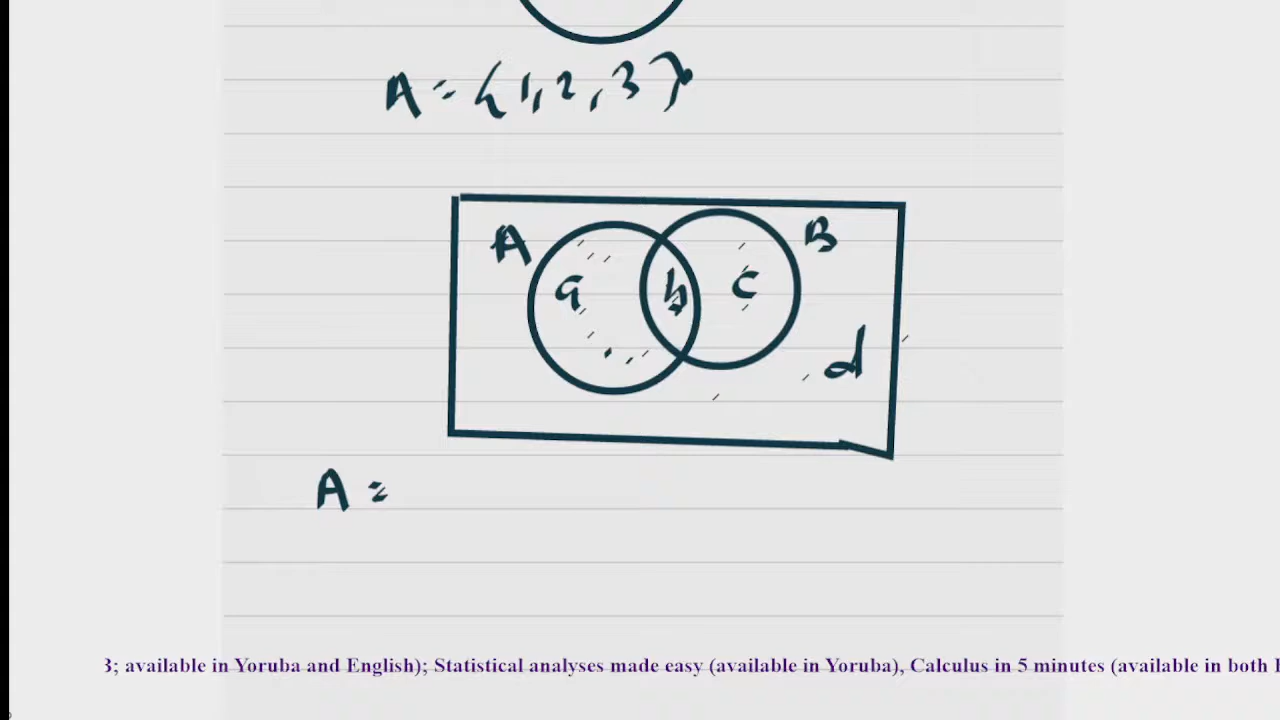 A = {1, 2, 3}
A B
a b c
d
A =
3; available in Yoruba and English); Statistical analyses made easy (available in Yoruba), Calculus in 5 minutes (available in both